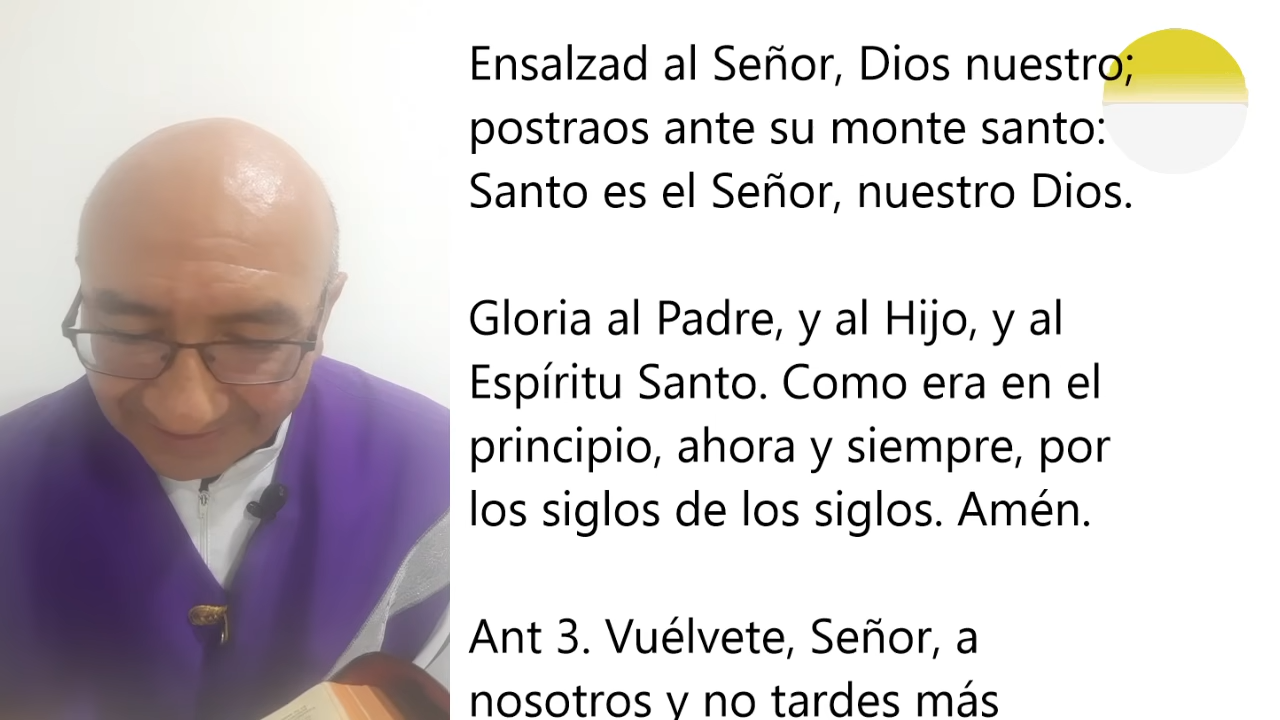 Ensalzad al Señor, Dios nuestro;
postraos ante su monte santo:
Santo es el Señor, nuestro Dios.
Gloria al Padre, y al Hijo, y al
Espíritu Santo. Como era en el
principio, ahora y siempre, por
los siglos de los siglos. Amén.
Ant 3. Vuélvete, Señor, a
nosotros y no tardes más